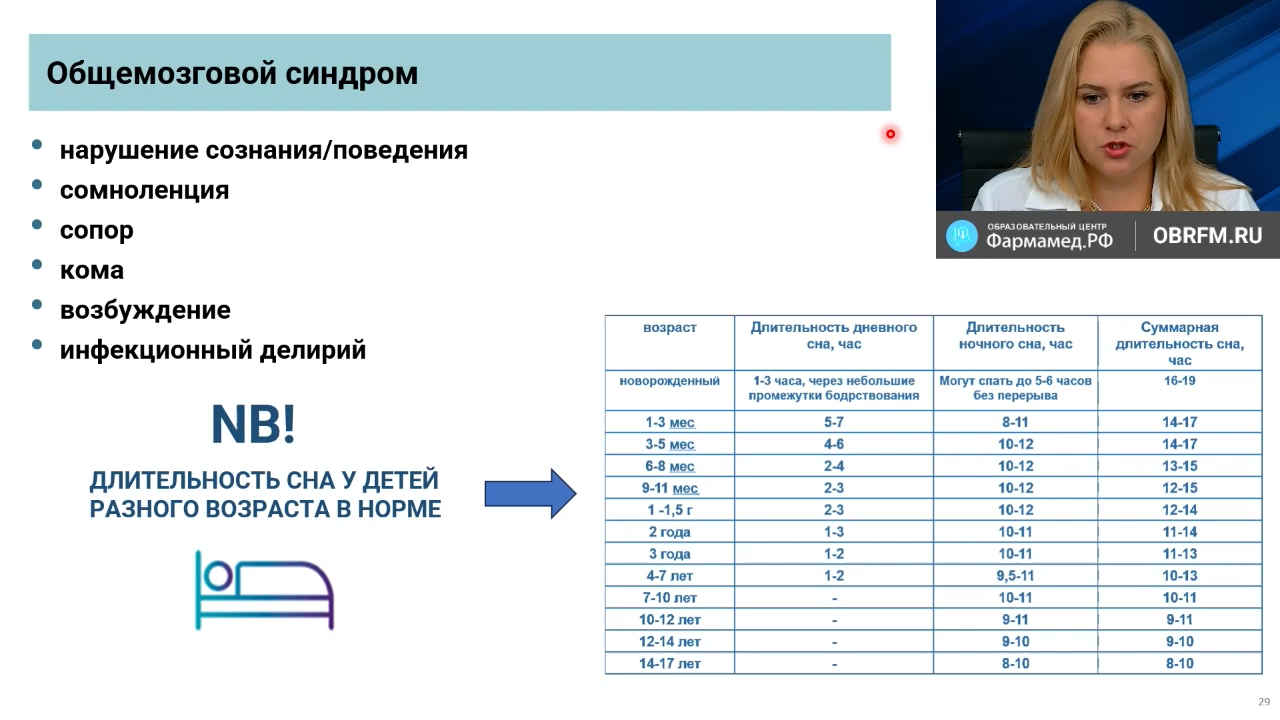 Общемозговой синдром
нарушение сознания/поведения
сомноленция
сопор
кома
возбуждение
инфекционный делирий
NB!
ДЛИТЕЛЬНОСТЬ СНА У ДЕТЕЙ
РАЗНОГО ВОЗРАСТА В НОРМЕ
ОБРАЗОВАТЕЛЬНЫЙ ЦЕНТР
Фармамед.РФ
OBRFM.RU
возраст Длительность дневного сна, час Длительность ночного сна, час Суммарная длительность сна, час
новорожденный 1-3 часа, через небольшие промежутки бодрствования Могут спать до 5-6 часов без перерыва 16-19
1-3 мес 5-7 8-11 14-17
3-5 мес 4-6 10-12 14-17
6-8 мес 2-4 10-12 13-15
9-11 мес 2-3 10-12 12-15
1 -1,5 г 2-3 10-12 12-14
2 года 1-3 10-11 11-14
3 года 1-2 10-11 11-13
4-7 лет 1-2 9,5-11 10-13
7-10 лет - 10-11 10-11
10-12 лет - 9-11 9-11
12-14 лет - 9-10 9-10
14-17 лет - 8-10 8-10
29